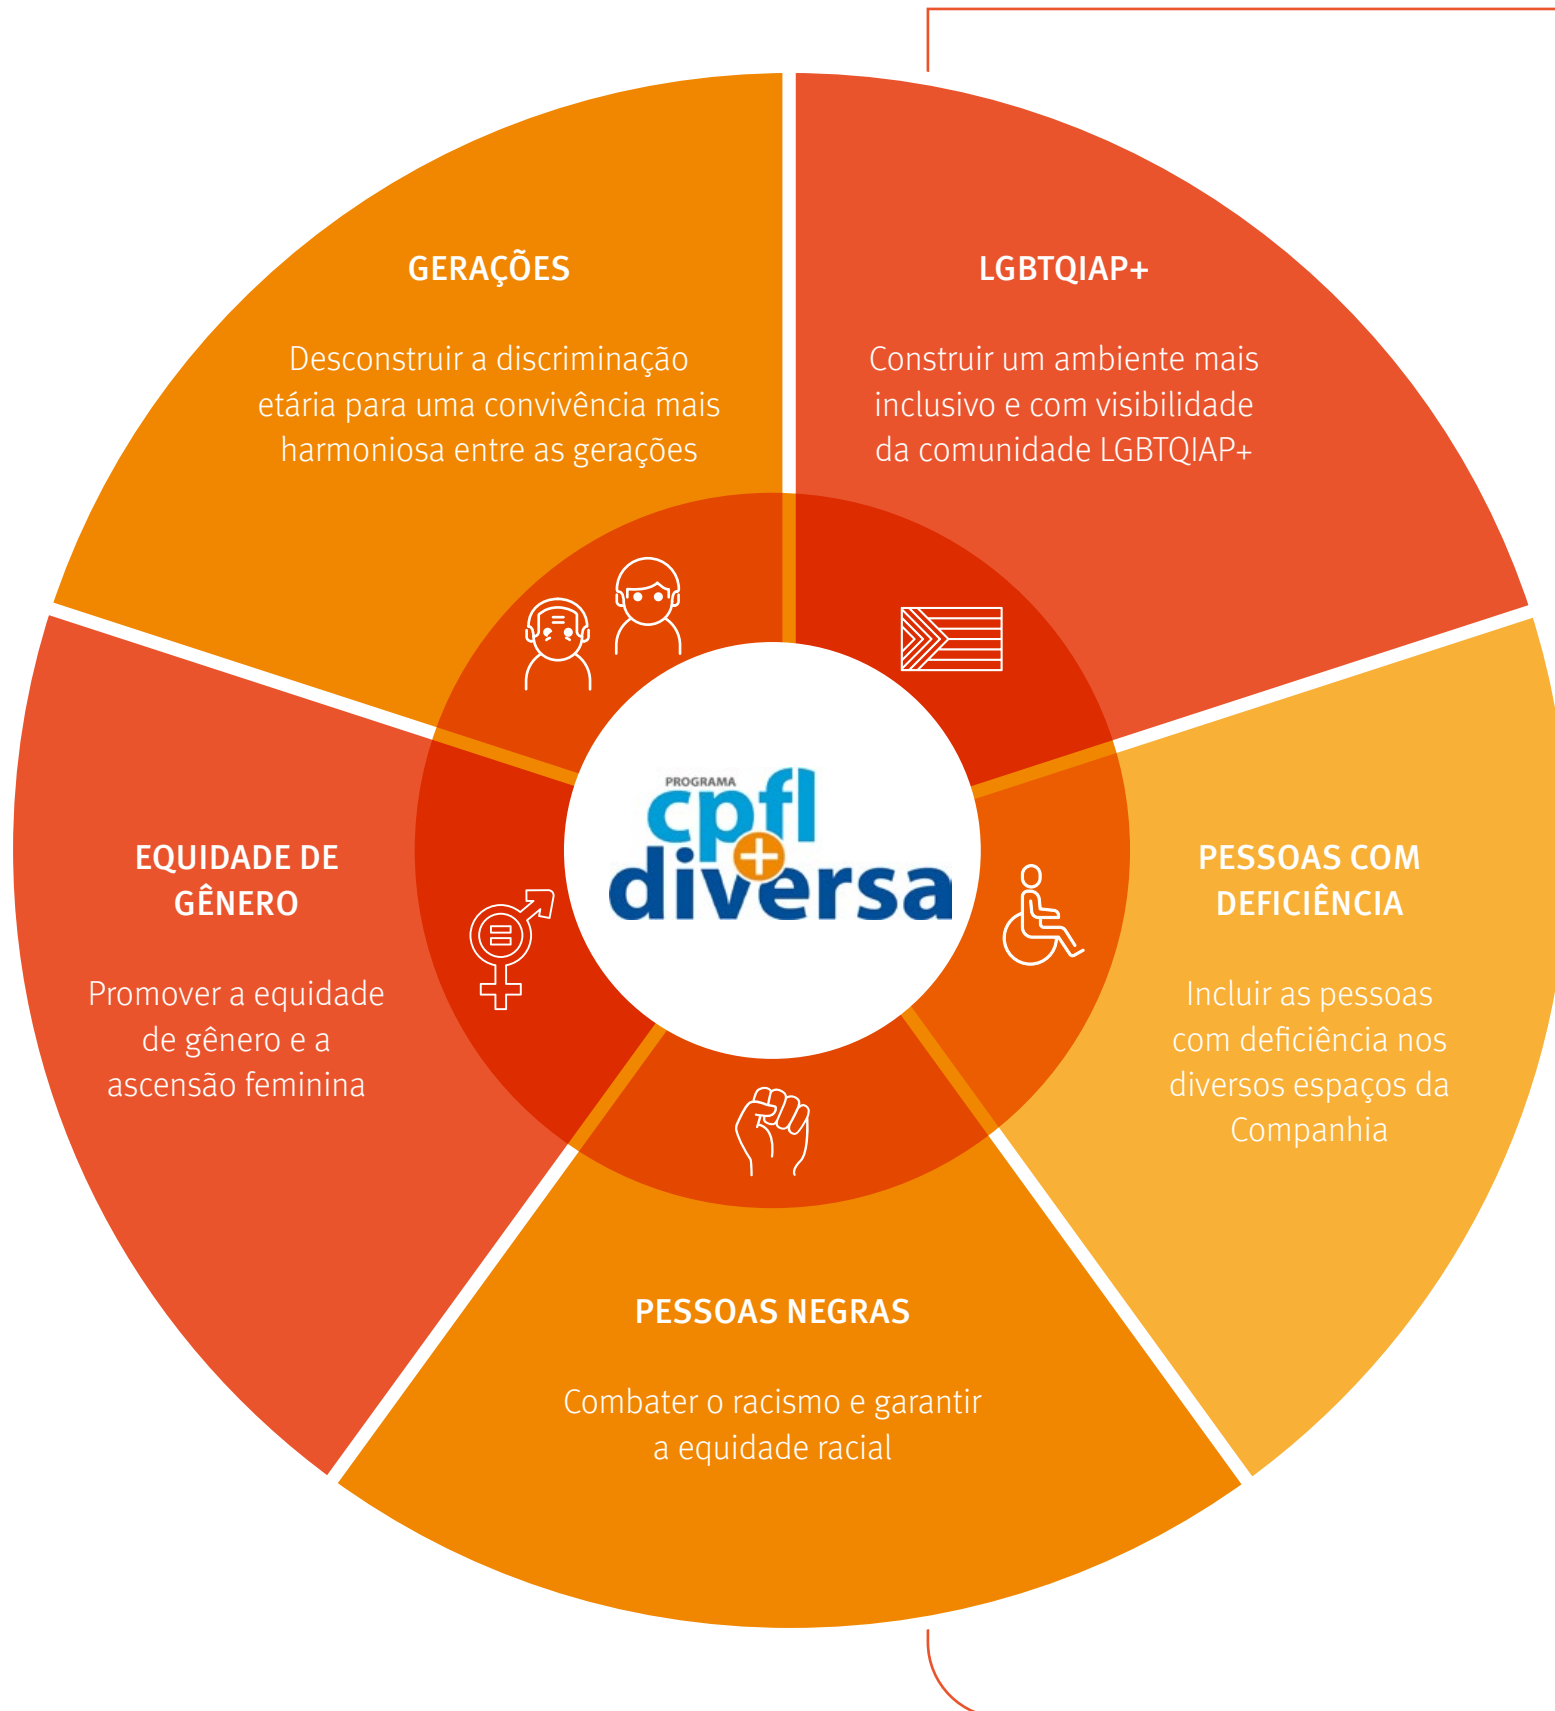 GERAÇÕES
Desconstruir a discriminação
etária para uma convivência mais
harmoniosa entre as gerações
LGBTQIAP+
Construir um ambiente mais
inclusivo e com visibilidade
da comunidade LGBTQIAP+
PROGRAMA
cpfl
+
diversa
EQUIDADE DE
GÊNERO
Promover a equidade
de gênero e a
ascensão feminina
PESSOAS COM
DEFICIÊNCIA
Incluir as pessoas
com deficiência nos
diversos espaços da
Companhia
PESSOAS NEGRAS
Combater o racismo e garantir
a equidade racial